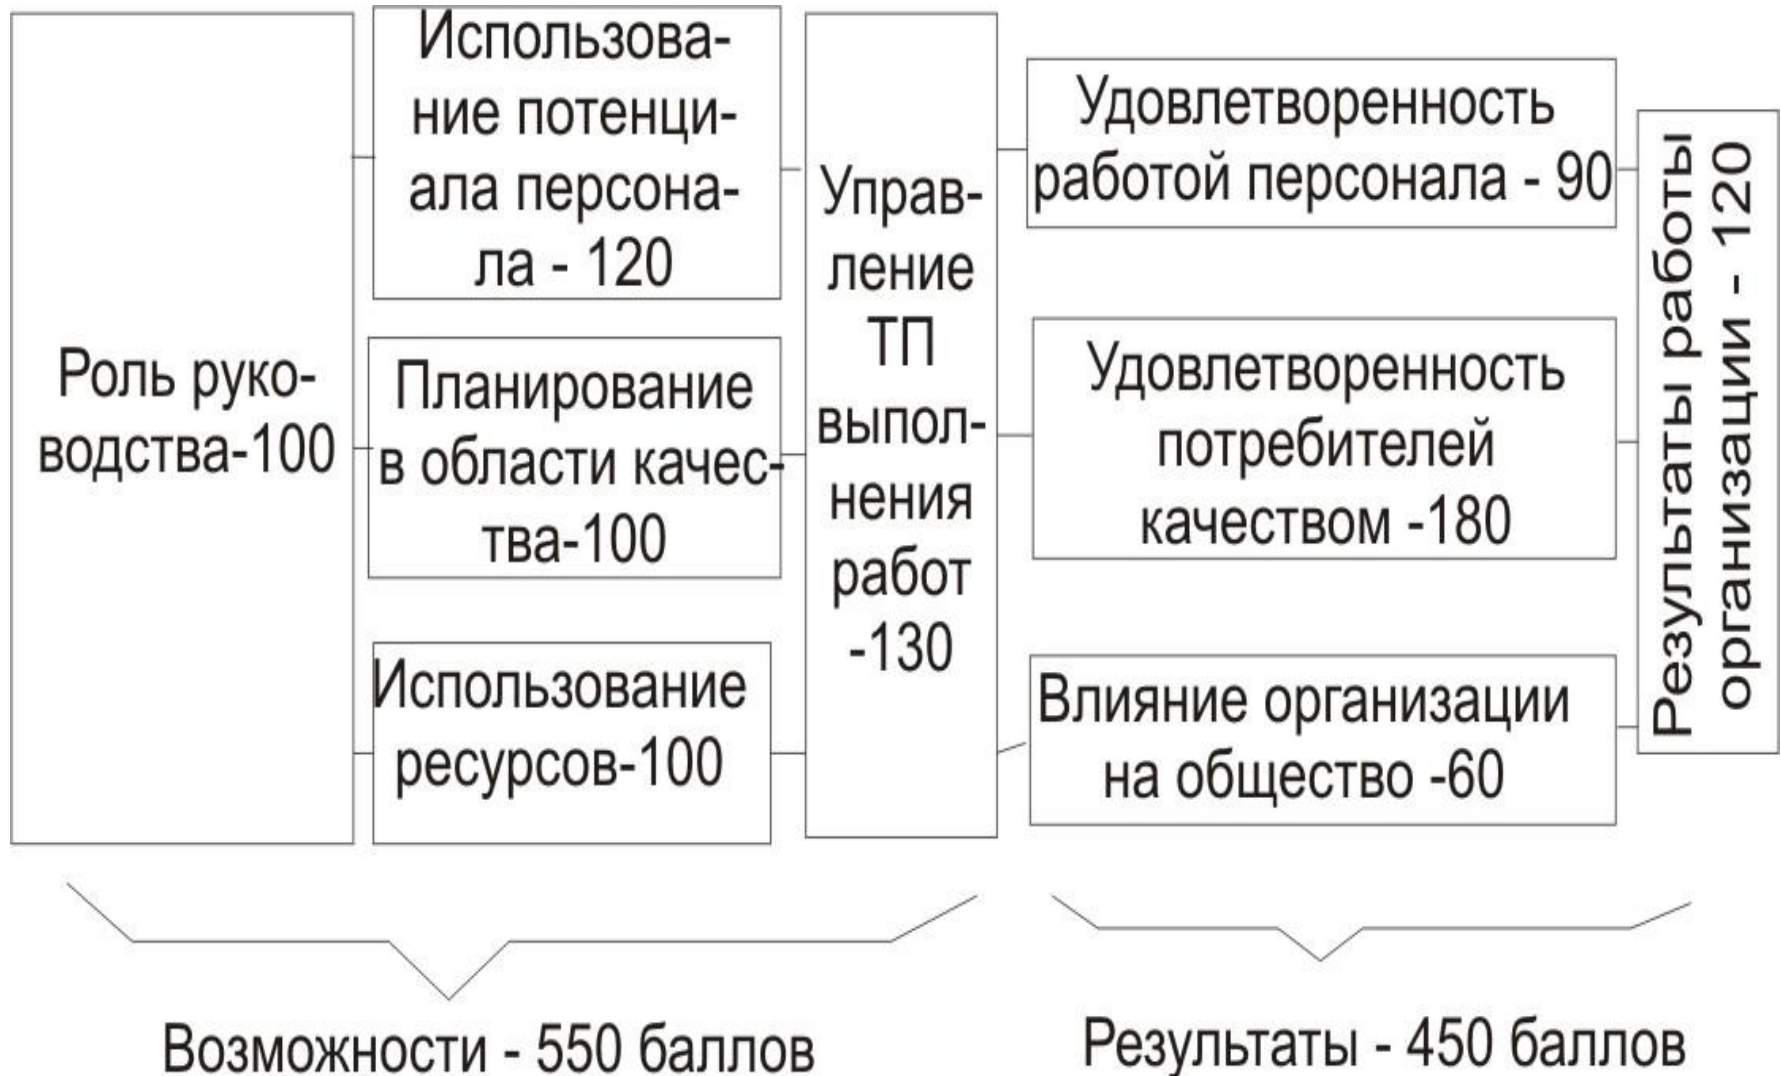 Роль руко-
водства-100
Использова-
ние потенци-
ала персона-
ла - 120
Планирование
в области качес-
тва-100
Использование
ресурсов-100
Управ-
ление
ТП
выпол-
нения
работ
-130
Удовлетворенность
работой персонала - 90
Удовлетворенность
потребителей
качеством -180
Влияние организации
на общество -60
Результаты работы
организации - 120
Возможности - 550 баллов
Результаты - 450 баллов